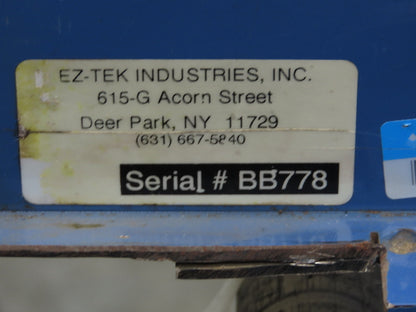 EZ-TEK INDUSTRIES, INC.
615-G Acorn Street
Deer Park, NY 11729
(631) 667-5840
Serial # BB778